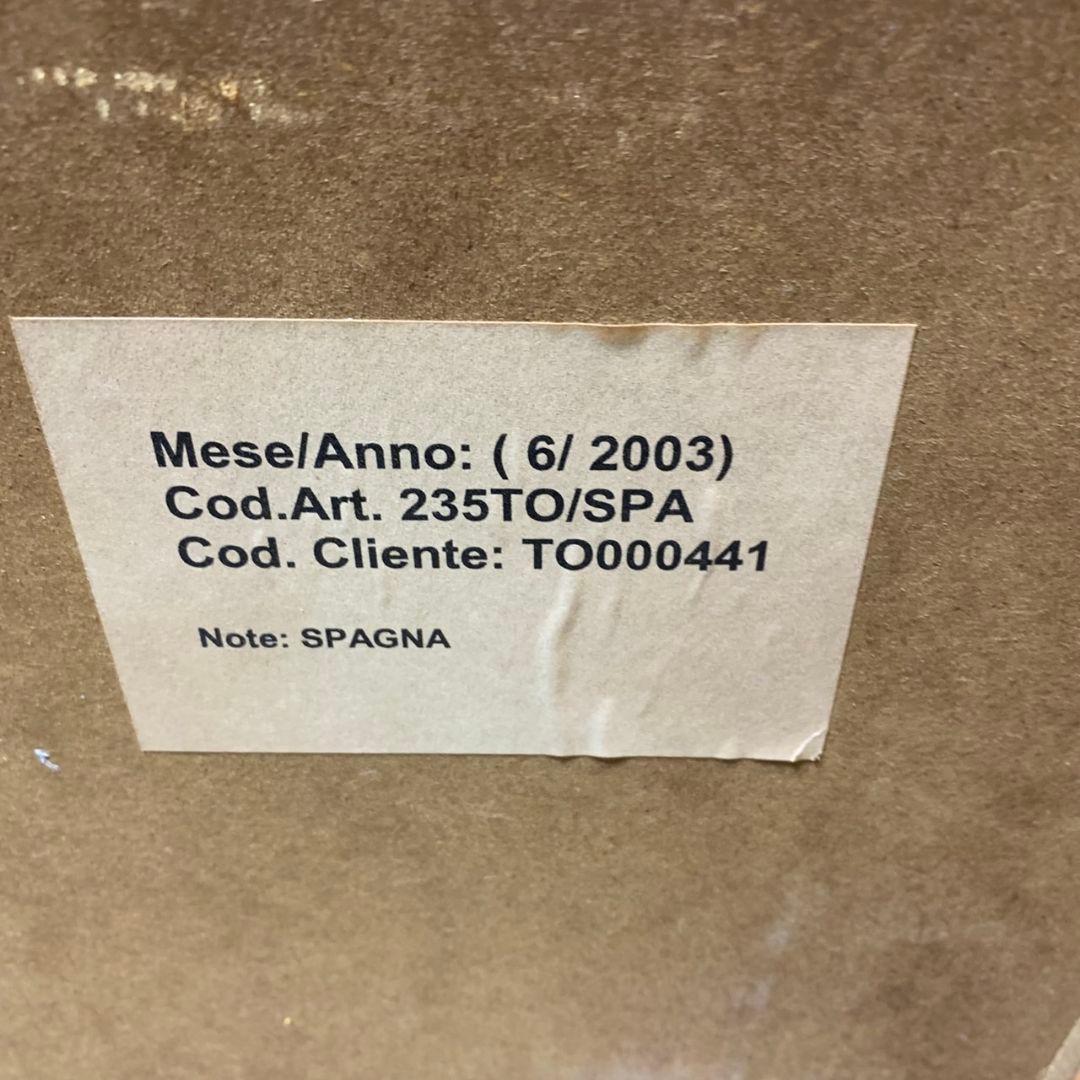 Mese/Anno: ( 6/ 2003)
Cod.Art. 235TO/SPA
Cod. Cliente: TO000441
Note: SPAGNA